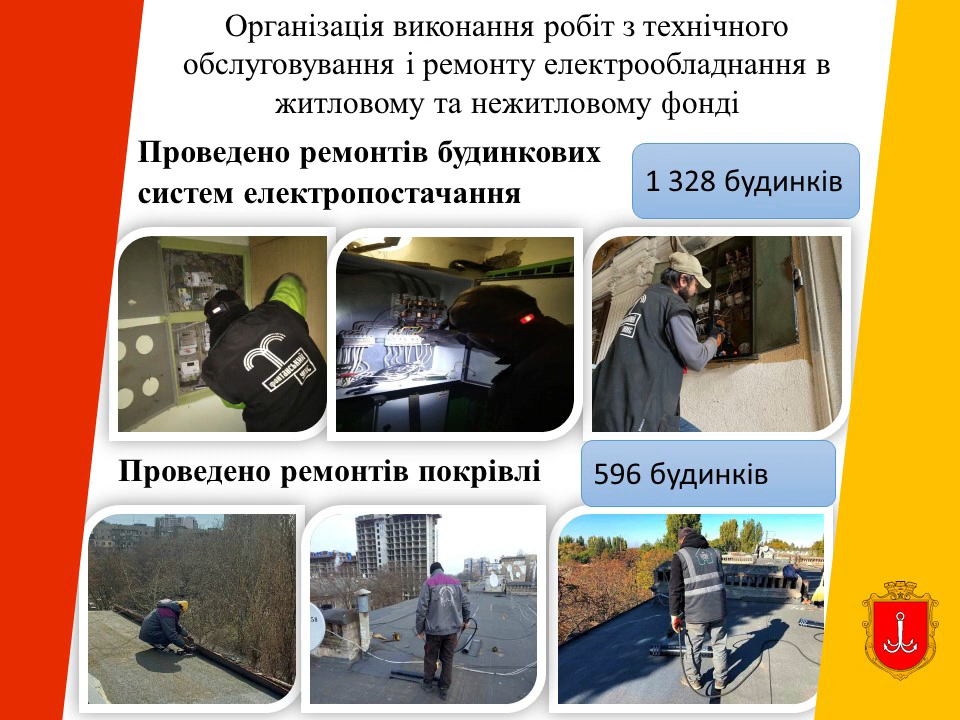 Організація виконання робіт з технічного
обслуговування і ремонту електрообладнання в
житловому та нежитловому фонді
Проведено ремонтів будинкових
систем електропостачання
1 328 будинків
ФОНТАНСЬКИЙ
Проведено ремонтів покрівлі
596 будинків